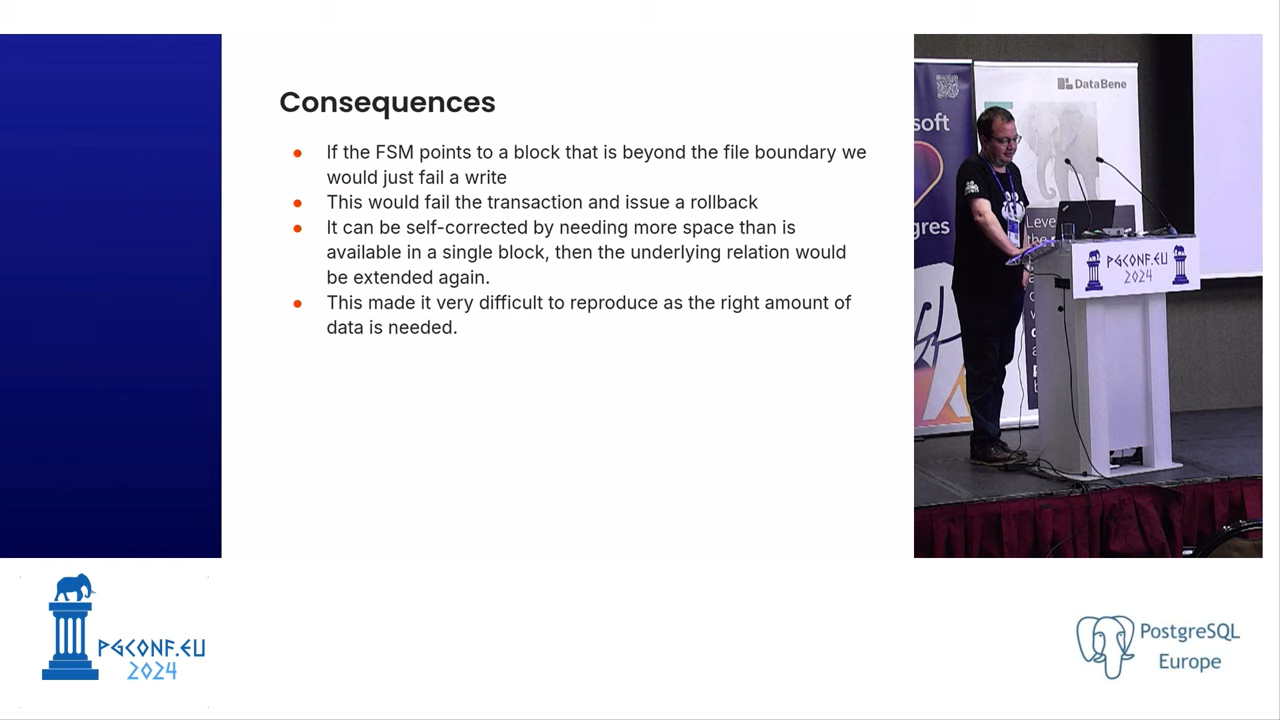 Consequences
If the FSM points to a block that is beyond the file boundary we
would just fail a write
This would fail the transaction and issue a rollback
It can be self-corrected by needing more space than is
available in a single block, then the underlying relation would
be extended again.
This made it very difficult to reproduce as the right amount of
data is needed.
DataBene
soft
gres
Leve
the
PGCONF.EU
2024
PGCONF.EU
2024
PostgreSQL
Europe